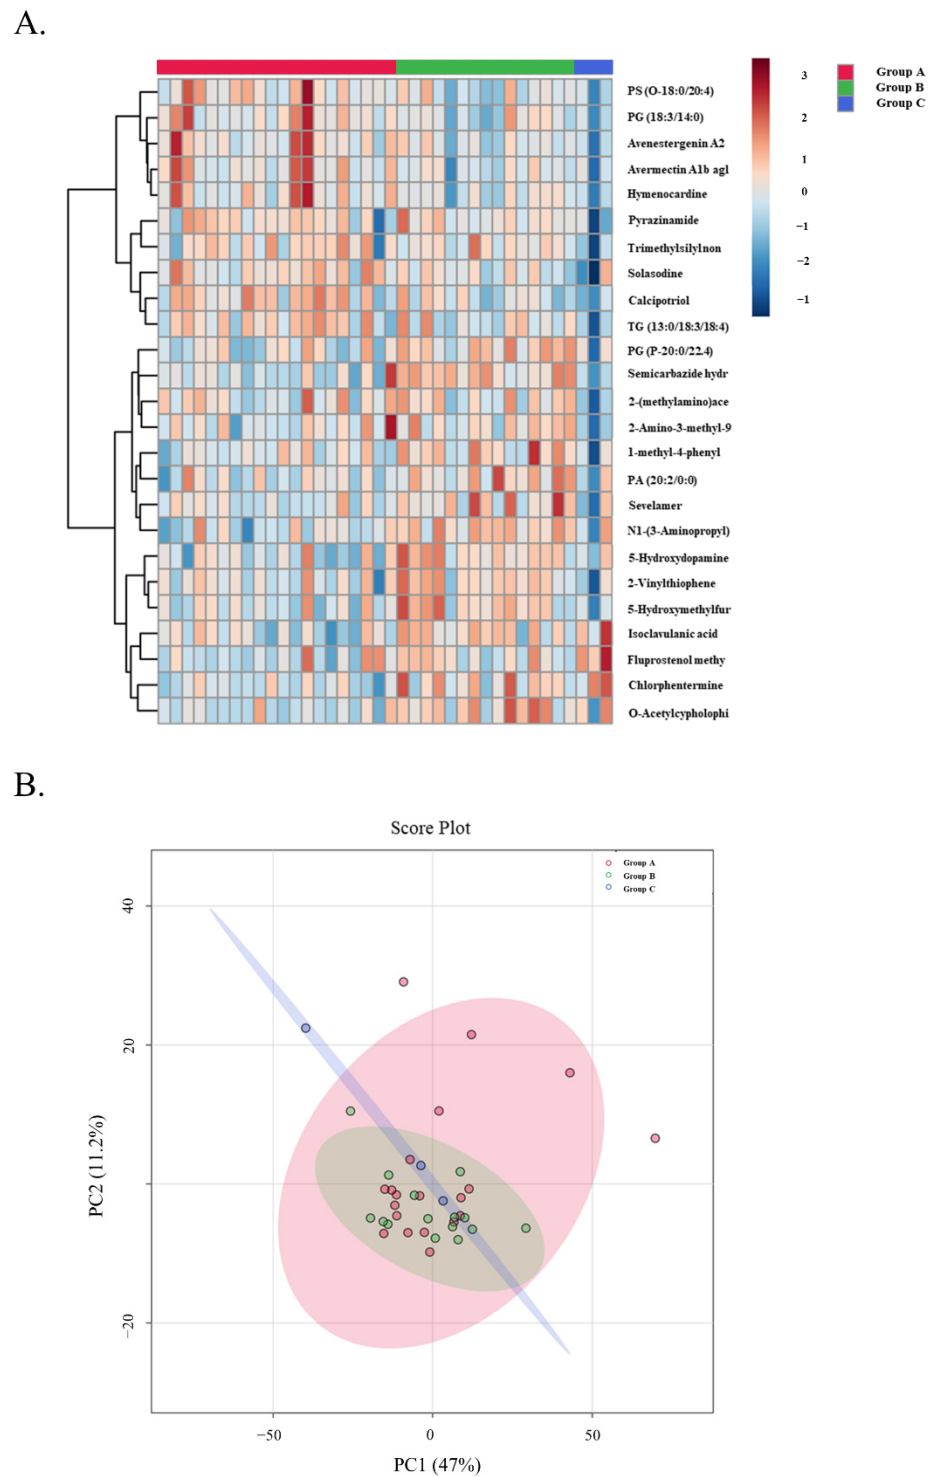 A.
3
2
1
0
−1
−2
−1
Group A
Group B
Group C
PS (O-18:0/20:4)
PG (18:3/14:0)
Avenestergenin A2
Avermectin A1b agl
Hymenocardine
Pyrazinamide
Trimethylsilylnon
Solasodine
Calcipotriol
TG (13:0/18:3/18:4)
PG (P-20:0/22.4)
Semicarbazide hydr
2-(methylamino)ace
2-Amino-3-methyl-9
1-methyl-4-phenyl
PA (20:2/0:0)
Sevelamer
N1-(3-Aminopropyl)
5-Hydroxydopamine
2-Vinylthiophene
5-Hydroxymethylfur
Isoclavulanic acid
Fluprostenol methy
Chlorphentermine
O-Acetylcypholophi
B.
Score Plot
Group A
Group B
Group C
PC2 (11.2%)
40
20
−20
−50
0
50
PC1 (47%)